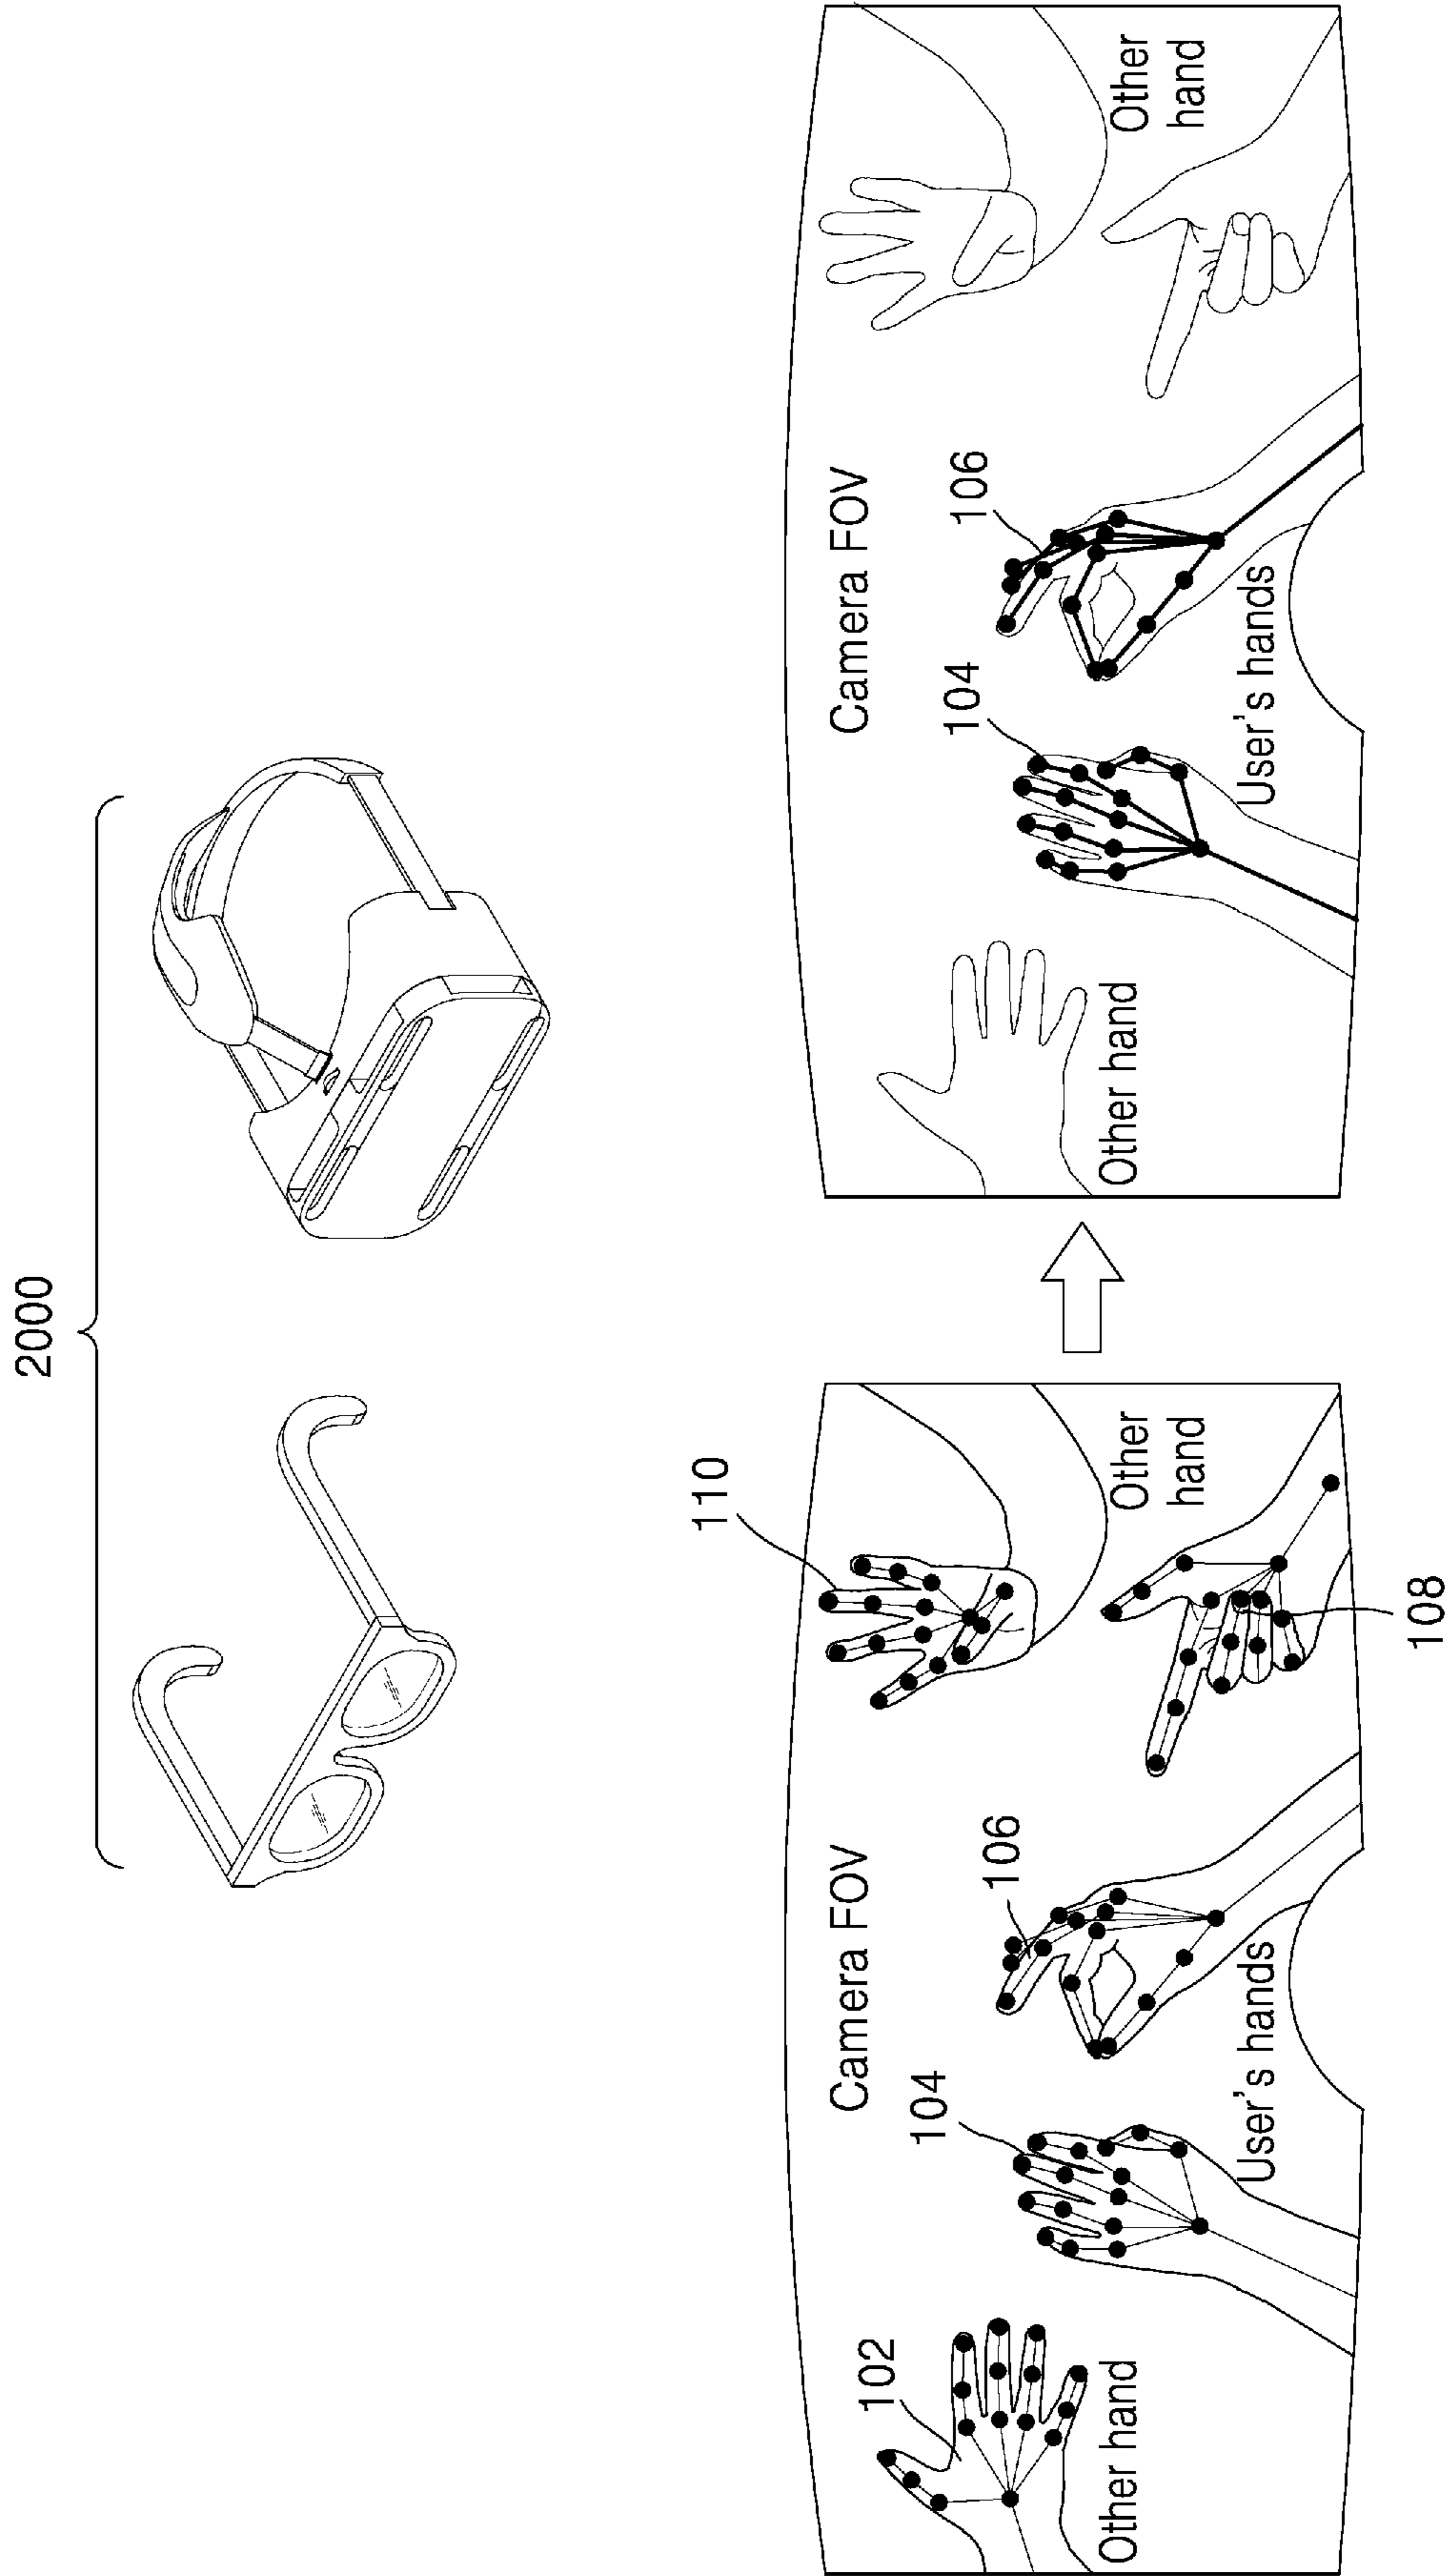 2000
110
Camera FOV
102
104
106
Other hand
User's hands
Other
hand
108
Camera FOV
104
106
Other hand
User's hands
Other
hand